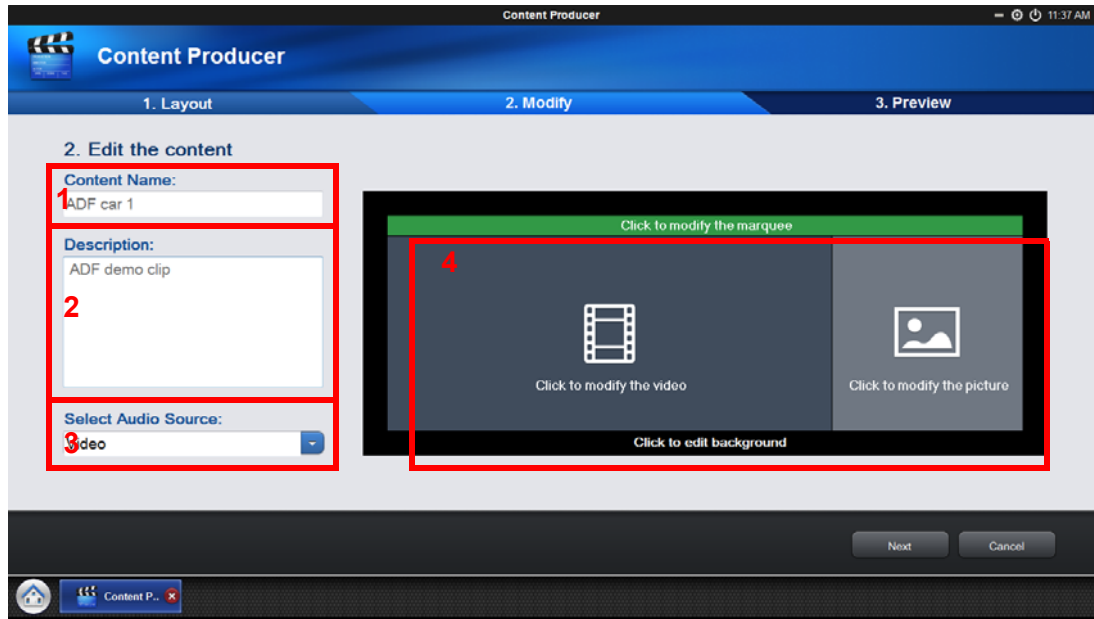 Content Producer
11:37 AM
Content Producer
1. Layout
2. Modify
3. Preview
2. Edit the content
Content Name:
1
ADF car 1
Description:
ADF demo clip
2
Select Audio Source:
3
Video
Click to modify the marquee
4
Click to modify the video
Click to modify the picture
Click to edit background
Next
Cancel
Content P..